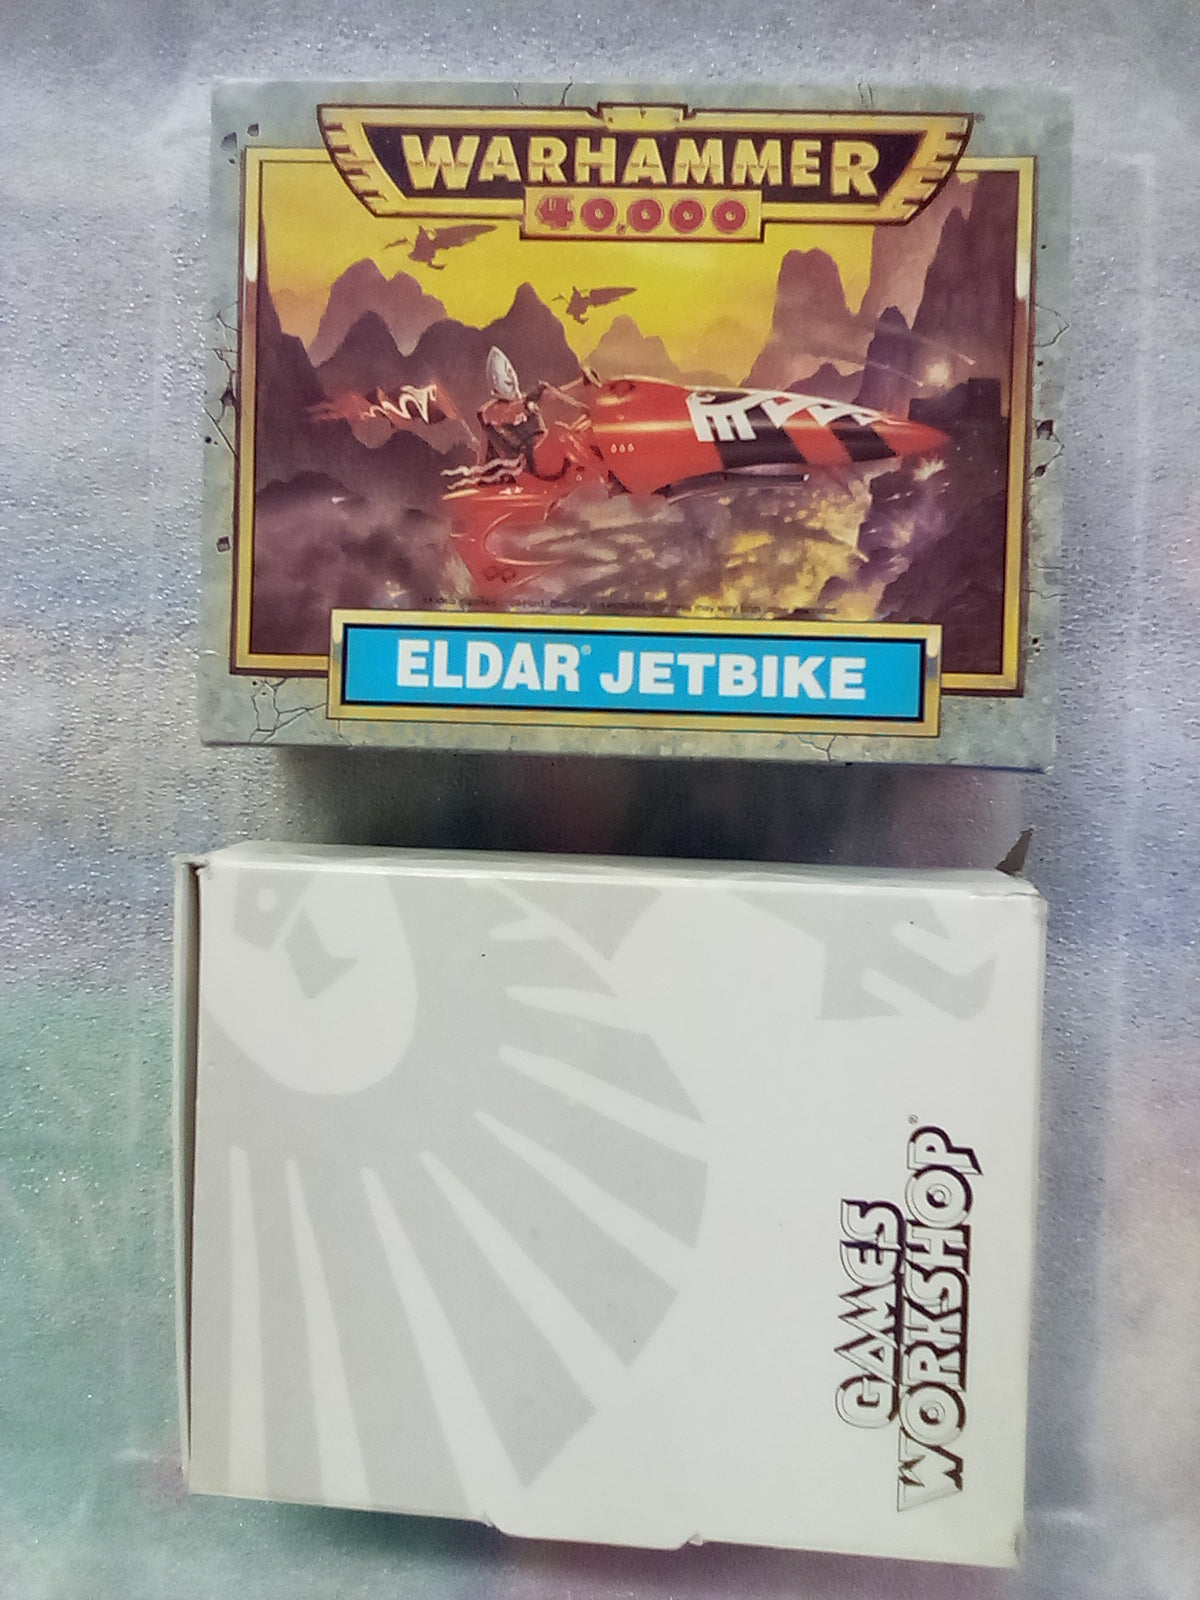 WARHAMMER
40,000
ELDAR® JETBIKE
GAMES
WORKSHOP®